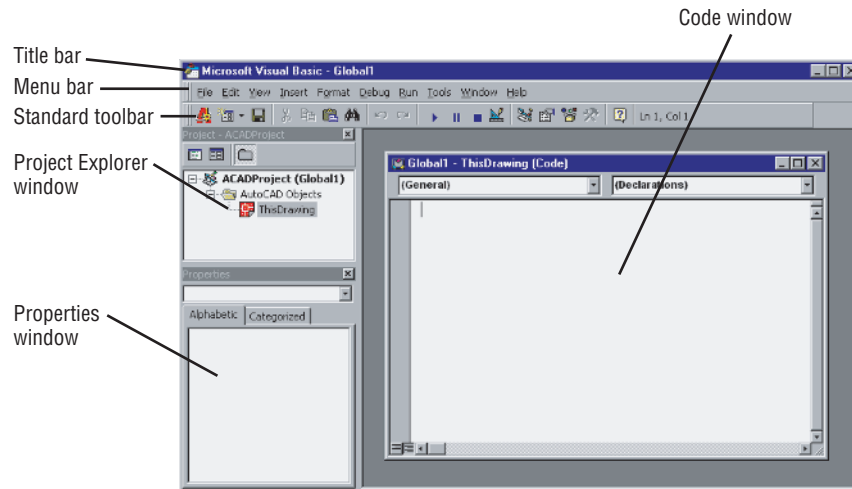 Code window
Title bar
Microsoft Visual Basic - Global1
Menu bar
File Edit View Insert Format Debug Run Tools Window Help
Standard toolbar
Ln 1, Col 1
Project - ACADProject
Project Explorer
window
ACADProject (Global1)
AutoCAD Objects
ThisDrawing
Global1 - ThisDrawing (Code)
(General)
(Declarations)
Properties
Alphabetic Categorized
Properties
window